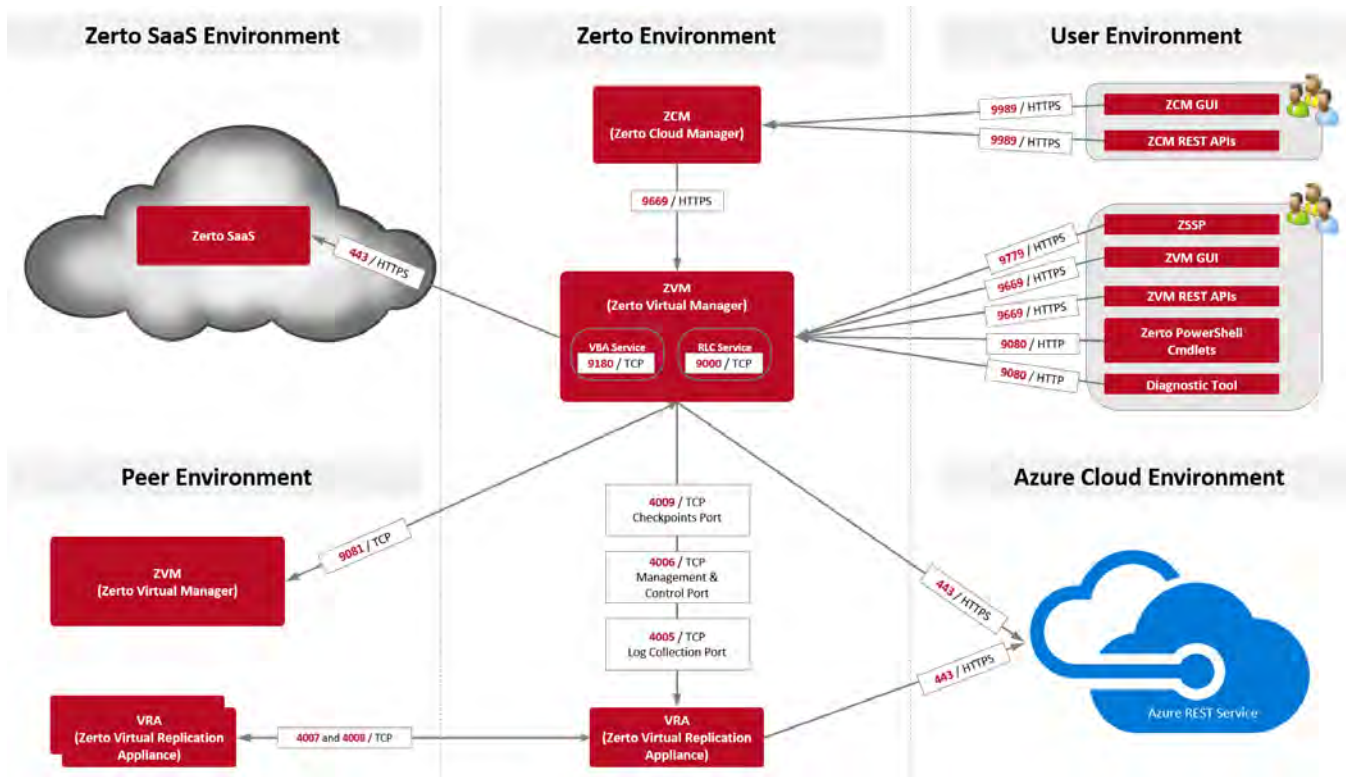 Zerto SaaS Environment
Zerto Environment
User Environment
ZCM
(Zerto Cloud Manager)
9989 / HTTPS
ZCM GUI
9989 / HTTPS
ZCM REST APIs
9669 / HTTPS
Zerto SaaS
443 / HTTPS
ZVM
(Zerto Virtual Manager)
VBA Service
9180 / TCP
RLC Service
9000 / TCP
9779 / HTTPS
ZSSP
9669 / HTTPS
ZVM GUI
9669 / HTTPS
ZVM REST APIs
9080 / HTTP
Zerto PowerShell
Cmdlets
9080 / HTTP
Diagnostic Tool
Peer Environment
Azure Cloud Environment
ZVM
(Zerto Virtual Manager)
9081 / TCP
4009 / TCP
Checkpoints Port
4006 / TCP
Management &
Control Port
4005 / TCP
Log Collection Port
443 / HTTPS
443 / HTTPS
Azure REST Service
VRA
(Zerto Virtual Replication
Appliance)
4007 and 4008 / TCP
VRA
(Zerto Virtual Replication
Appliance)